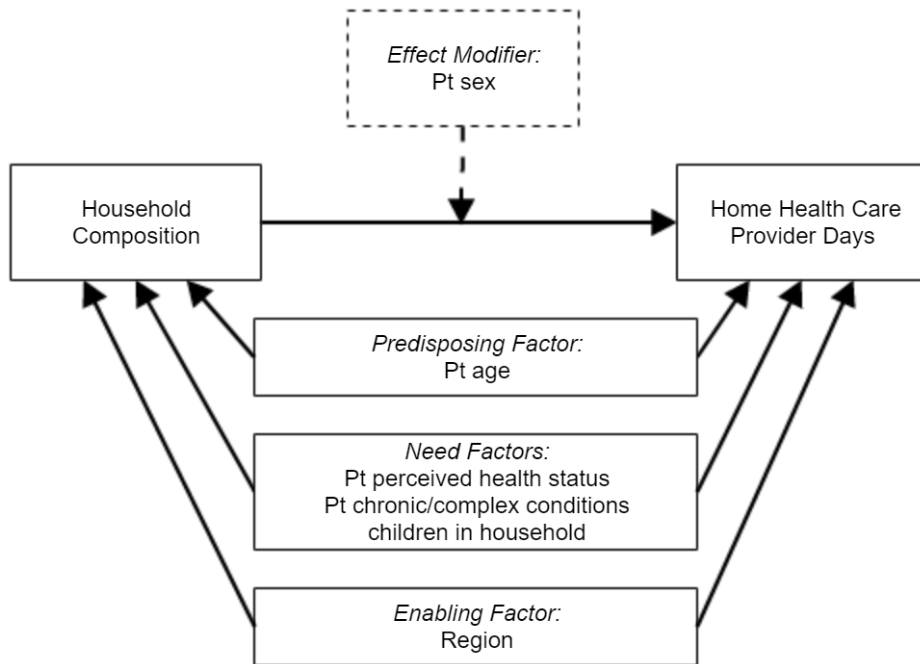 Effect Modifier:
Pt sex
Household
Composition
Home Health Care
Provider Days
Predisposing Factor:
Pt age
Need Factors:
Pt perceived health status
Pt chronic/complex conditions
children in household
Enabling Factor:
Region